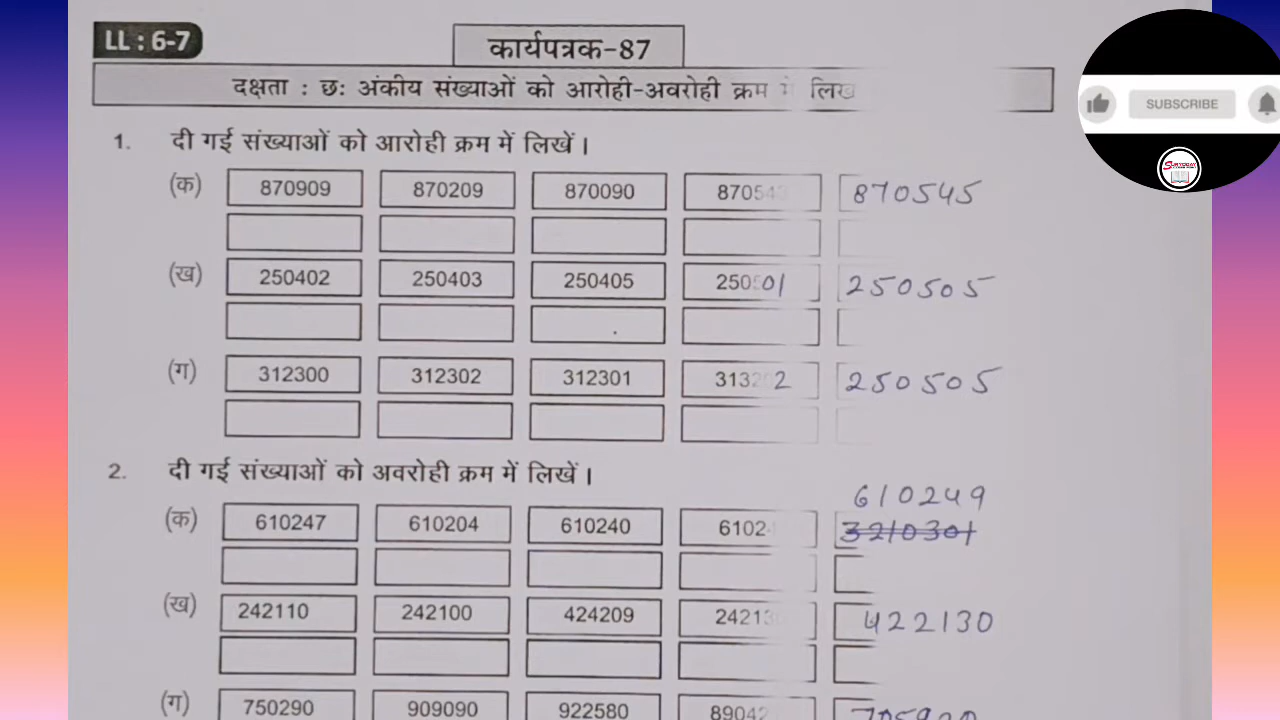 LL : 6-7
कार्यपत्रक-87
दक्षता : छः अंकीय संख्याओं को आरोही-अवरोही क्रम में लिख
SUBSCRIBE
1. दी गई संख्याओं को आरोही क्रम में लिखें।
(क) 870909 870209 870090 870545
(ख) 250402 250403 250405 250501 250505
(ग) 312300 312302 312301 250505
2. दी गई संख्याओं को अवरोही क्रम में लिखें।
610249
(क) 610247 610204 610240 3210301
(ख) 242110 242100 424209 242130 422130
(ग) 750290 909090 922580